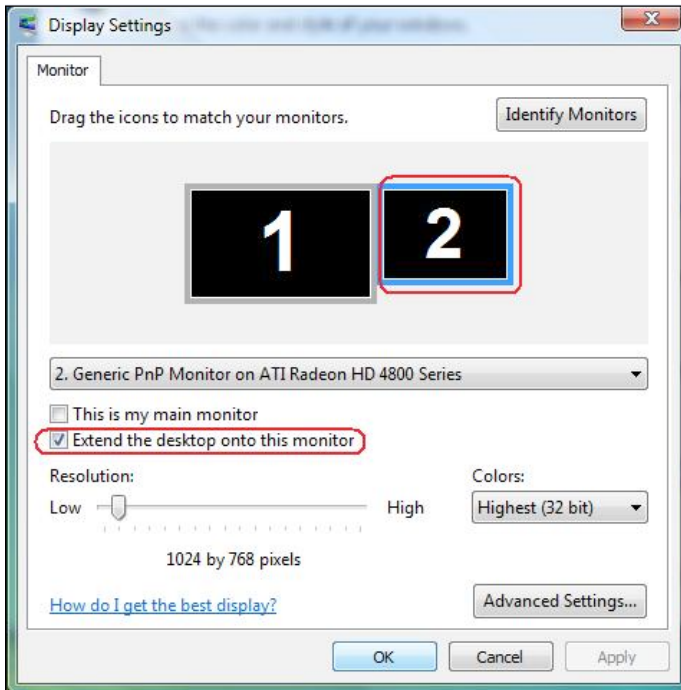 Display Settings
Monitor
Drag the icons to match your monitors.
Identify Monitors
1
2
2. Generic PnP Monitor on ATI Radeon HD 4800 Series
This is my main monitor
Extend the desktop onto this monitor
Resolution:
Colors:
Low
High
Highest (32 bit)
1024 by 768 pixels
How do I get the best display?
Advanced Settings...
OK
Cancel
Apply